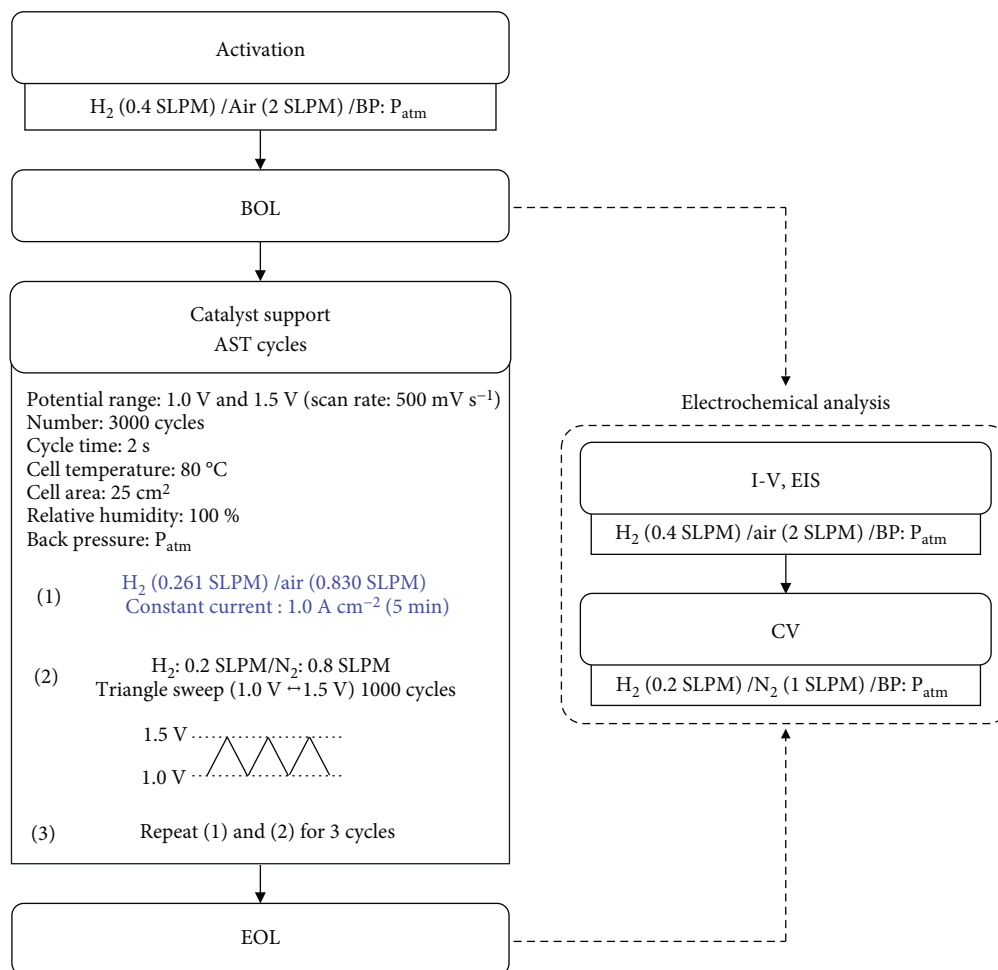 Activation
H₂ (0.4 SLPM) /Air (2 SLPM) /BP: Pₐₜₘ
BOL
Catalyst support
AST cycles
Potential range: 1.0 V and 1.5 V (scan rate: 500 mV s⁻¹)
Number: 3000 cycles
Cycle time: 2 s
Cell temperature: 80 °C
Cell area: 25 cm²
Relative humidity: 100 %
Back pressure: Pₐₜₘ
(1)
H₂ (0.261 SLPM) /air (0.830 SLPM)
Constant current : 1.0 A cm⁻² (5 min)
(2)
H₂: 0.2 SLPM/N₂: 0.8 SLPM
Triangle sweep (1.0 V ↔ 1.5 V) 1000 cycles
1.5 V
1.0 V
(3) Repeat (1) and (2) for 3 cycles
EOL
Electrochemical analysis
I-V, EIS
H₂ (0.4 SLPM) /air (2 SLPM) /BP: Pₐₜₘ
CV
H₂ (0.2 SLPM) /N₂ (1 SLPM) /BP: Pₐₜₘ